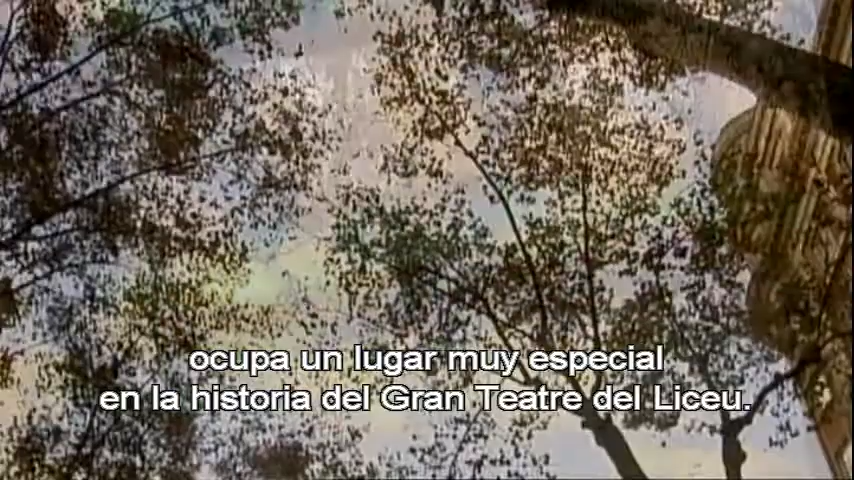 ocupa un lugar muy especial
en la historia del Gran Teatre del Liceu.